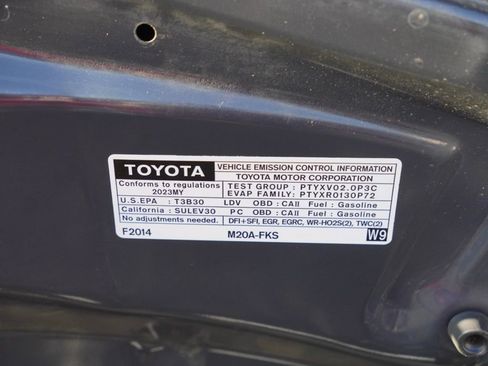 TOYOTA VEHICLE EMISSION CONTROL INFORMATION
TOYOTA MOTOR CORPORATION
Conforms to regulations
2023MY
TEST GROUP : PTYXV02.0P3C
EVAP FAMILY: PTYXR0130P72
U.S.EPA : T3B30 LDV OBD : CAII Fuel : Gasoline
California : SULEV30 PC OBD : CAII Fuel : Gasoline
No adjustments needed. DFI+SFI, EGR, EGRC, WR-HO2S(2), TWC(2)
F2014 M20A-FKS W9